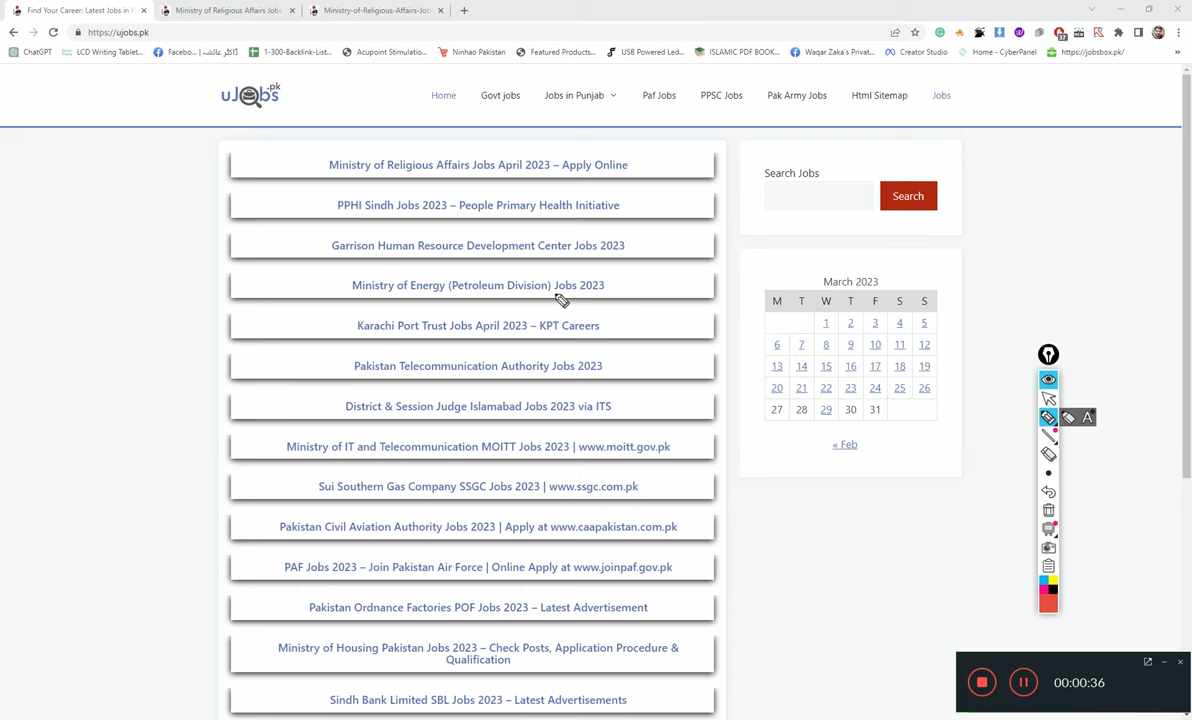 Find Your Career: Latest Jobs in P
Ministry of Religious Affairs Jobs
Ministry-of-Religious-Affairs-Job
https://ujobs.pk
ChatGPT
LCD Writing Tablet...
Facebo...
1-300-Backlink-List...
Acupoint Stimulatio...
Ninhao Pakistan
Featured Products...
USB Powered Led...
ISLAMIC PDF BOOK...
Waqar Zaka's Privat...
Creator Studio
Home - CyberPanel
https://jobsbox.pk/
uJobs.pk
Home
Govt jobs
Jobs in Punjab
Paf Jobs
PPSC Jobs
Pak Army Jobs
Html Sitemap
Jobs
Ministry of Religious Affairs Jobs April 2023 – Apply Online
PPHI Sindh Jobs 2023 – People Primary Health Initiative
Garrison Human Resource Development Center Jobs 2023
Ministry of Energy (Petroleum Division) Jobs 2023
Karachi Port Trust Jobs April 2023 – KPT Careers
Pakistan Telecommunication Authority Jobs 2023
District & Session Judge Islamabad Jobs 2023 via ITS
Ministry of IT and Telecommunication MOITT Jobs 2023 | www.moitt.gov.pk
Sui Southern Gas Company SSGC Jobs 2023 | www.ssgc.com.pk
Pakistan Civil Aviation Authority Jobs 2023 | Apply at www.caapakistan.com.pk
PAF Jobs 2023 – Join Pakistan Air Force | Online Apply at www.joinpaf.gov.pk
Pakistan Ordnance Factories POF Jobs 2023 – Latest Advertisement
Ministry of Housing Pakistan Jobs 2023 – Check Posts, Application Procedure &
Qualification
Sindh Bank Limited SBL Jobs 2023 – Latest Advertisements
Search Jobs
Search
March 2023
M T W T F S S
1 2 3 4 5
6 7 8 9 10 11 12
13 14 15 16 17 18 19
20 21 22 23 24 25 26
27 28 29 30 31
« Feb
A
00:00:36